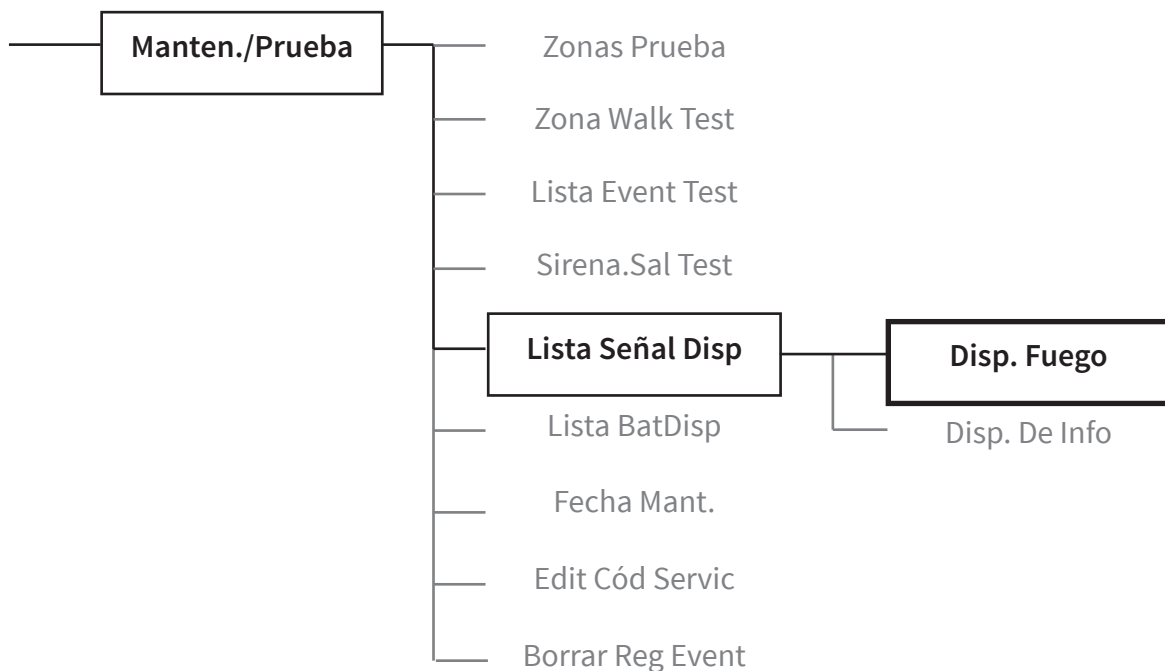 Manten./Prueba
Zonas Prueba
Zona Walk Test
Lista Event Test
Sirena.Sal Test
Lista Señal Disp
Disp. Fuego
Lista BatDisp
Disp. De Info
Fecha Mant.
Edit Cód Servic
Borrar Reg Event